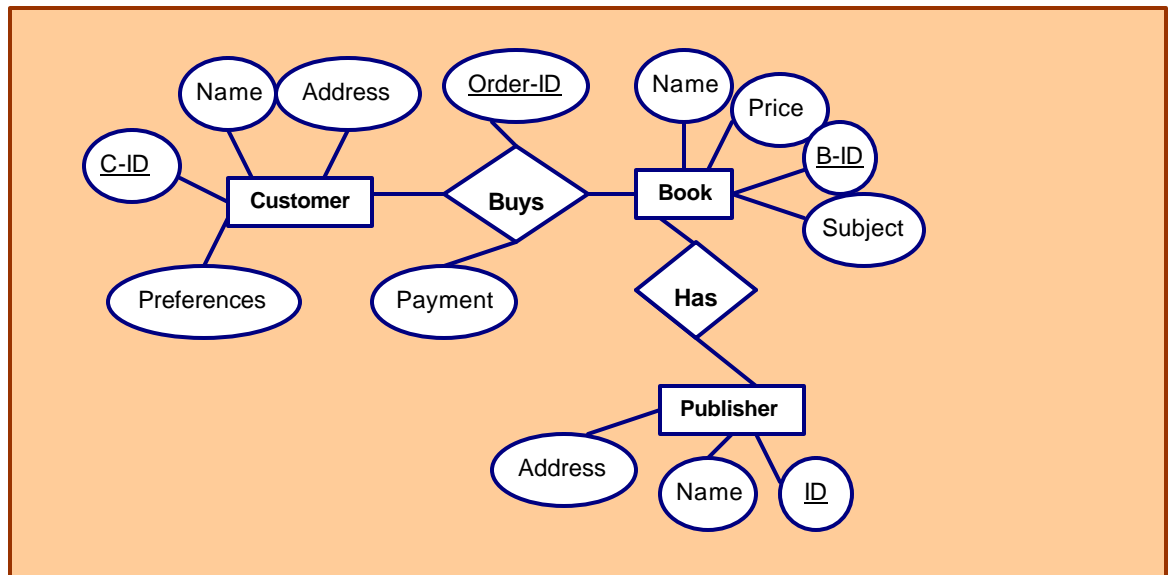 Order-ID
Name
Name
Address
Price
C-ID
B-ID
Customer
Buys
Book
Subject
Preferences
Payment
Has
Publisher
Address
Name
ID